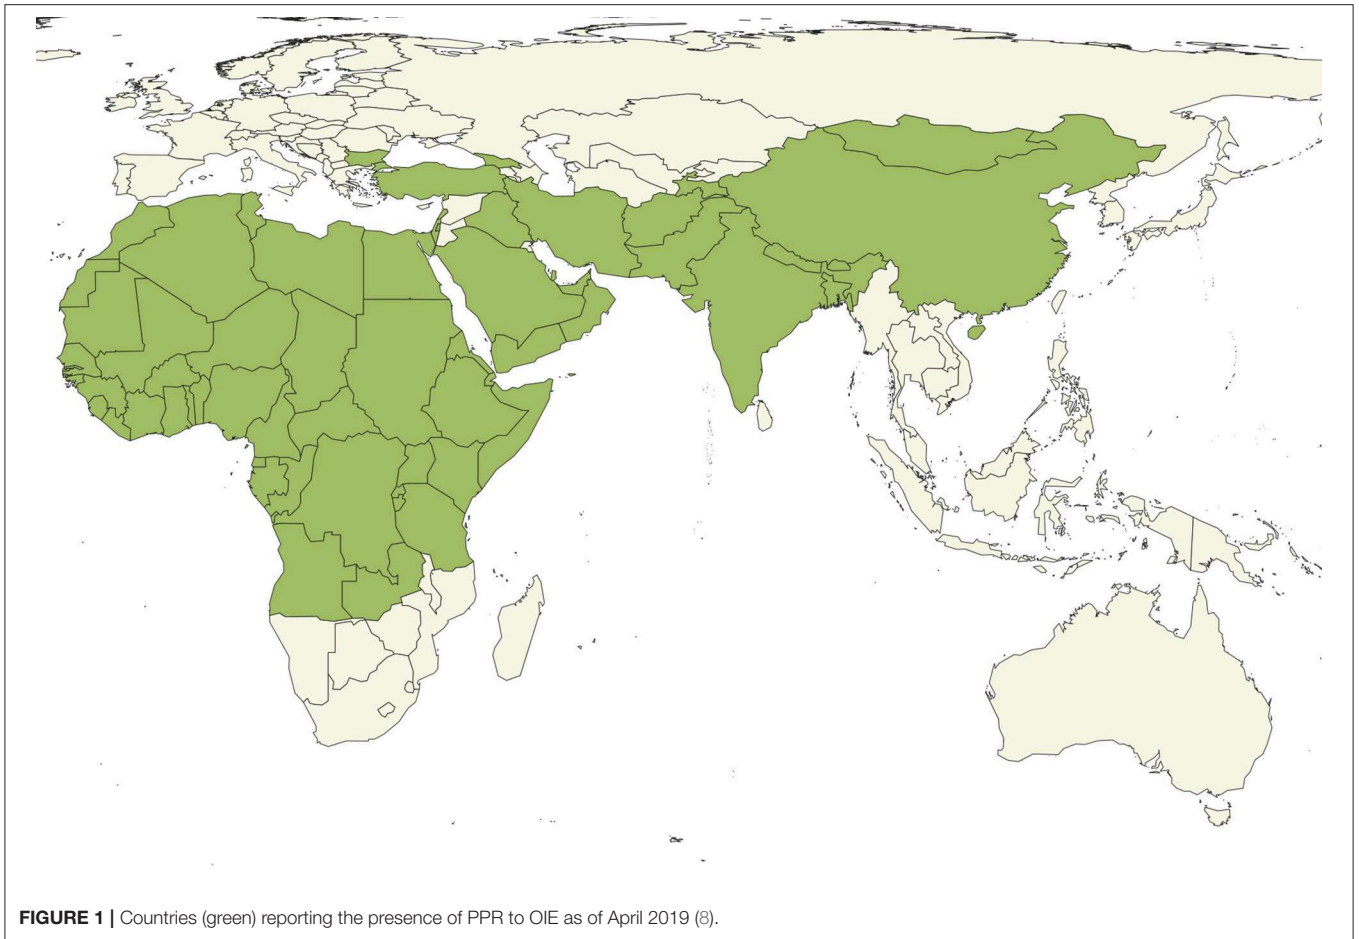 FIGURE 1 | Countries (green) reporting the presence of PPR to OIE as of April 2019 (8).